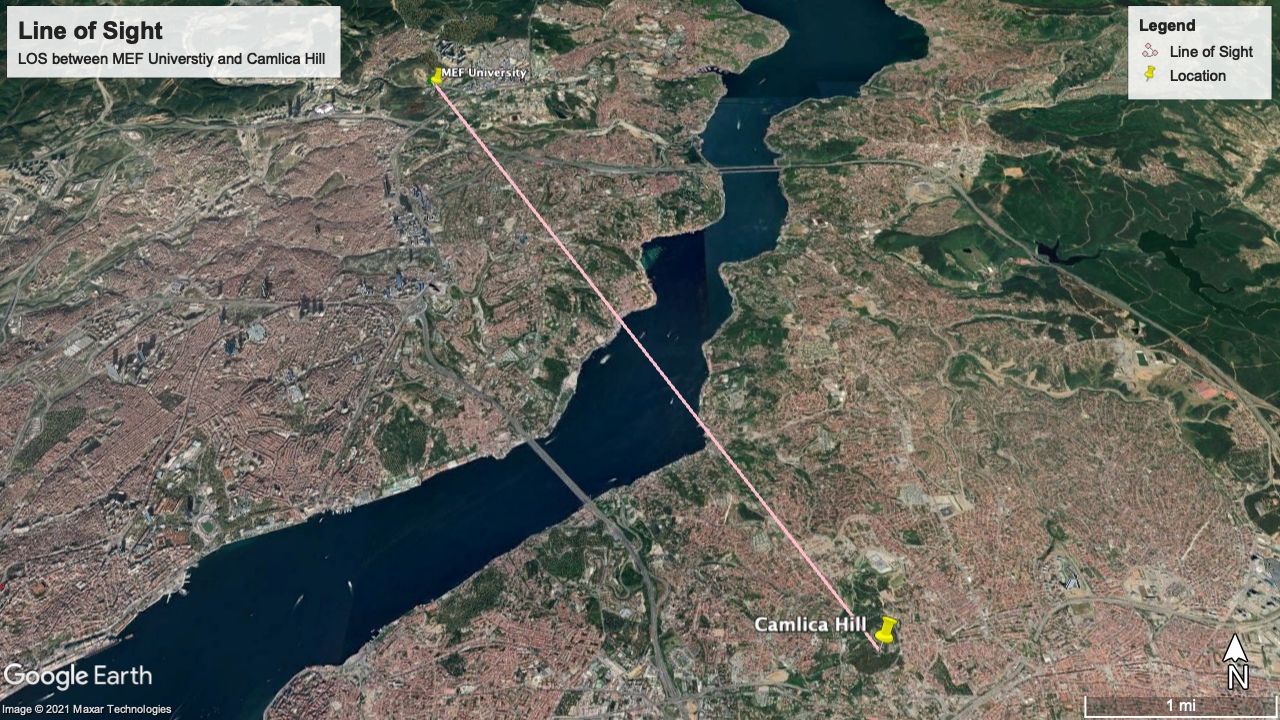 Line of Sight
LOS between MEF Universtiy and Camlica Hill
Legend
Line of Sight
Location
MEF University
Camlica Hill
N
Google Earth
1 mi
Image © 2021 Maxar Technologies